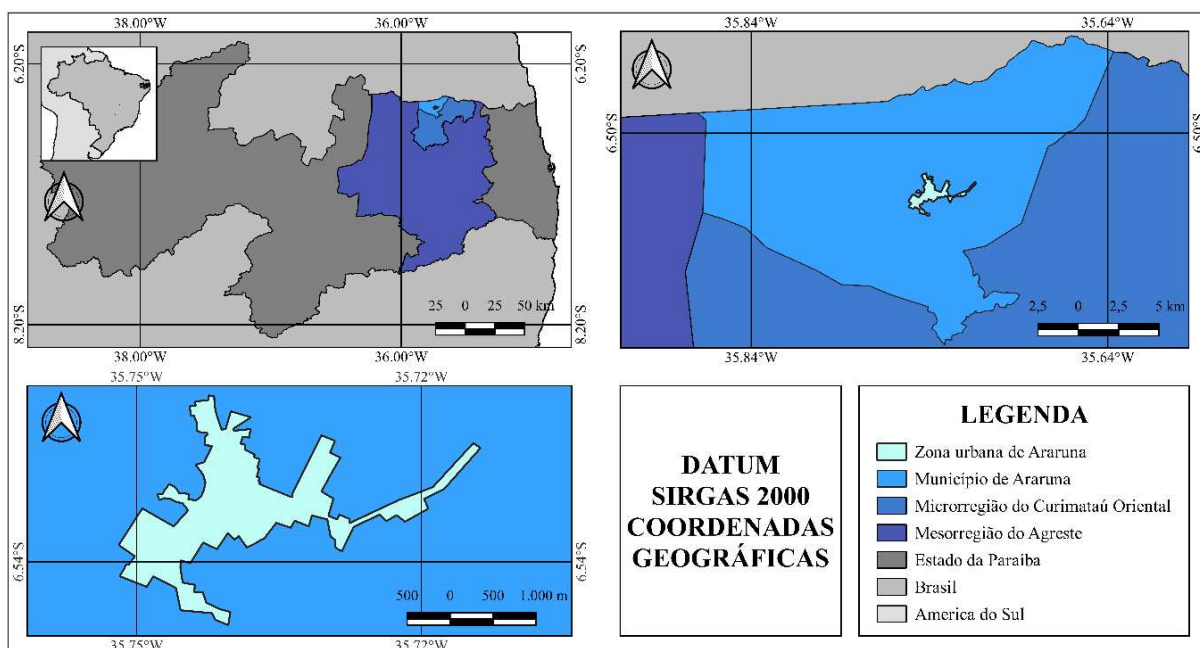 38.00°W 36.00°W
6.20°S 6.20°S
25 0 25 50 km
8.20°S 8.20°S
38.00°W 36.00°W
35.84°W 35.64°W
6.50°S 6.50°S
2,5 0 2,5 5 km
35.84°W 35.64°W
35.75°W 35.72°W
6.54°S 6.54°S
500 0 500 1.000 m
35.75°W 35.72°W
DATUM
SIRGAS 2000
COORDENADAS
GEOGRÁFICAS
LEGENDA
Zona urbana de Araruna
Município de Araruna
Microrregião do Curimataú Oriental
Mesorregião do Agreste
Estado da Paraíba
Brasil
America do Sul